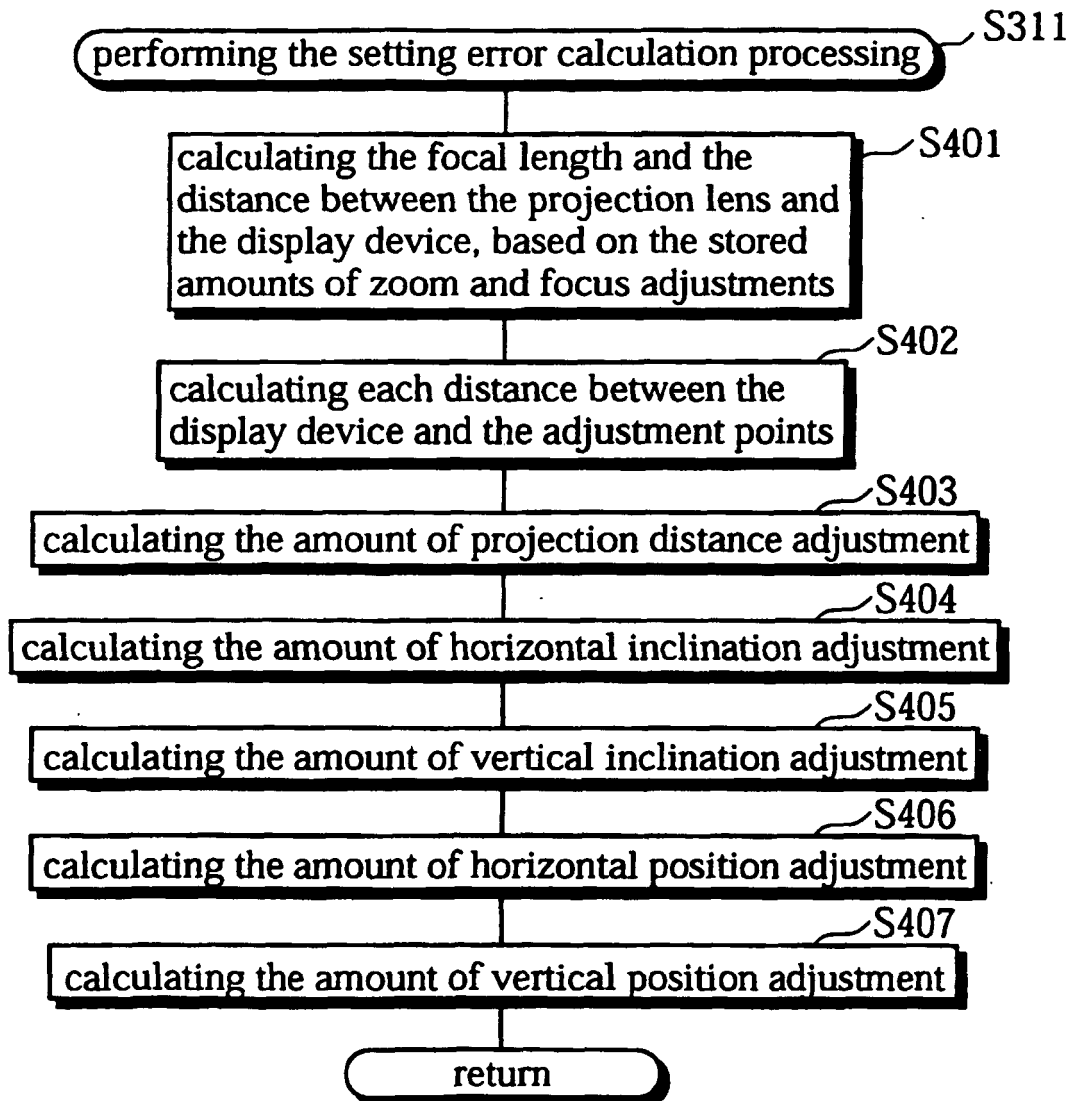 S311
performing the setting error calculation processing
S401
calculating the focal length and the
distance between the projection lens and
the display device, based on the stored
amounts of zoom and focus adjustments
S402
calculating each distance between the
display device and the adjustment points
S403
calculating the amount of projection distance adjustment
S404
calculating the amount of horizontal inclination adjustment
S405
calculating the amount of vertical inclination adjustment
S406
calculating the amount of horizontal position adjustment
S407
calculating the amount of vertical position adjustment
return